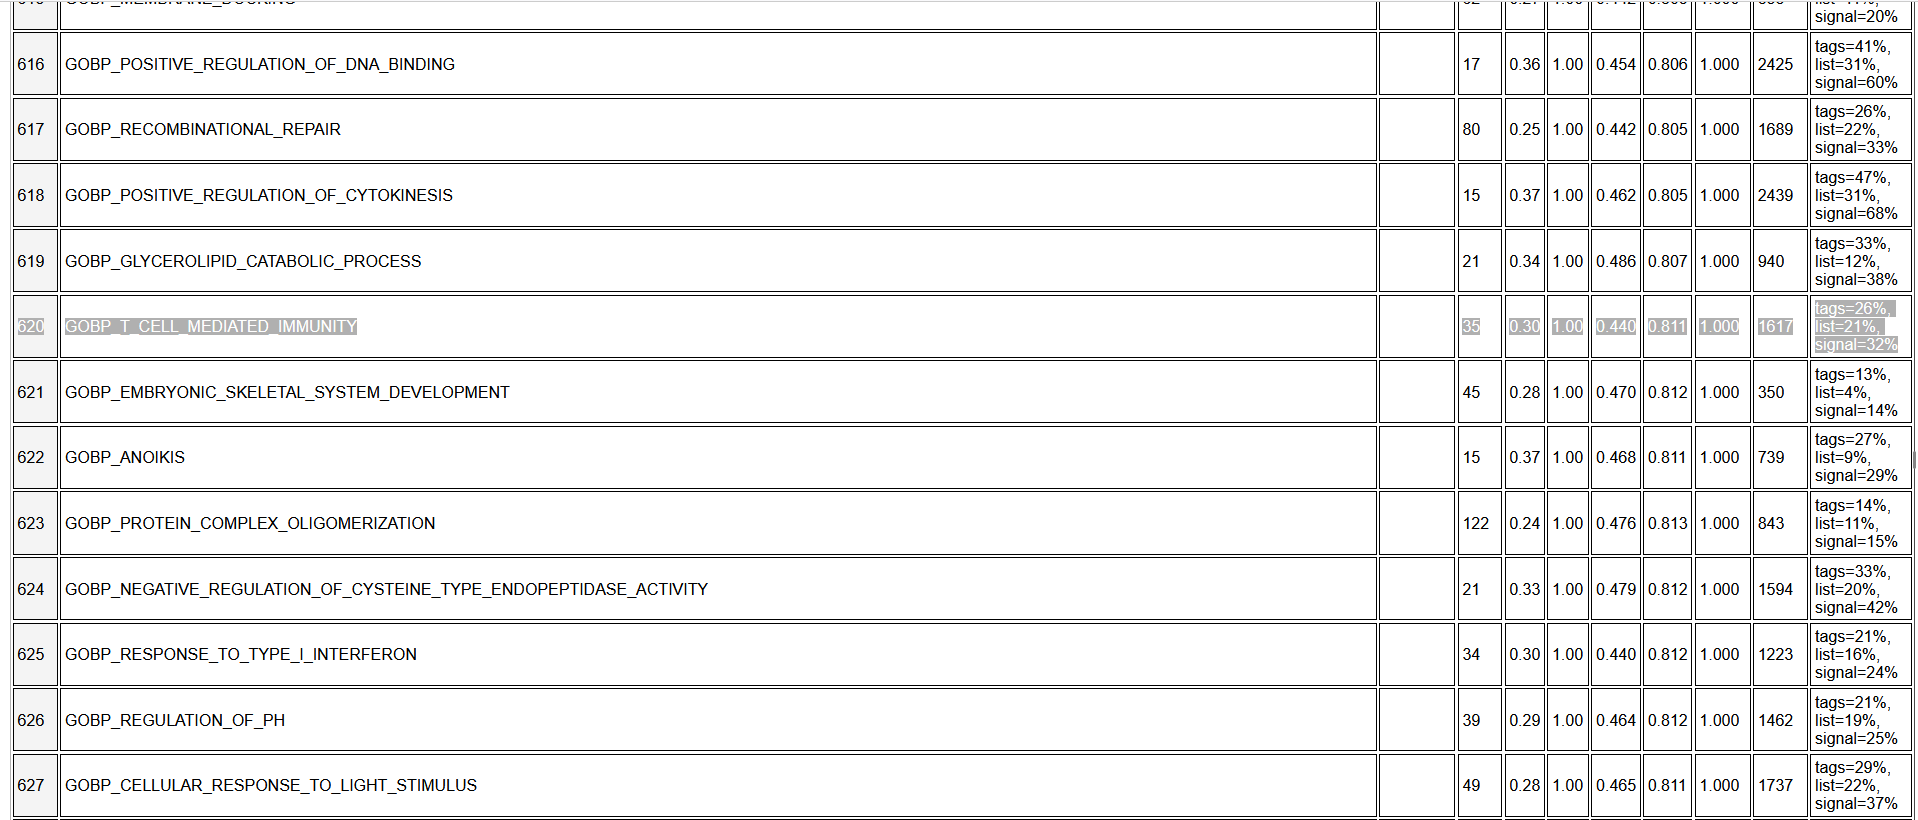 signal=20%
616 GOBP_POSITIVE_REGULATION_OF_DNA_BINDING 17 0.36 1.00 0.454 0.806 1.000 2425 tags=41%, list=31%, signal=60%
617 GOBP_RECOMBINATIONAL_REPAIR 80 0.25 1.00 0.442 0.805 1.000 1689 tags=26%, list=22%, signal=33%
618 GOBP_POSITIVE_REGULATION_OF_CYTOKINESIS 15 0.37 1.00 0.462 0.805 1.000 2439 tags=47%, list=31%, signal=68%
619 GOBP_GLYCEROLIPID_CATABOLIC_PROCESS 21 0.34 1.00 0.486 0.807 1.000 940 tags=33%, list=12%, signal=38%
620 GOBP_T_CELL_MEDIATED_IMMUNITY 35 0.30 1.00 0.440 0.811 1.000 1617 tags=26%, list=21%, signal=32%
621 GOBP_EMBRYONIC_SKELETAL_SYSTEM_DEVELOPMENT 45 0.28 1.00 0.470 0.812 1.000 350 tags=13%, list=4%, signal=14%
622 GOBP_ANOIKIS 15 0.37 1.00 0.468 0.811 1.000 739 tags=27%, list=9%, signal=29%
623 GOBP_PROTEIN_COMPLEX_OLIGOMERIZATION 122 0.24 1.00 0.476 0.813 1.000 843 tags=14%, list=11%, signal=15%
624 GOBP_NEGATIVE_REGULATION_OF_CYSTEINE_TYPE_ENDOPEPTIDASE_ACTIVITY 21 0.33 1.00 0.479 0.812 1.000 1594 tags=33%, list=20%, signal=42%
625 GOBP_RESPONSE_TO_TYPE_I_INTERFERON 34 0.30 1.00 0.440 0.812 1.000 1223 tags=21%, list=16%, signal=24%
626 GOBP_REGULATION_OF_PH 39 0.29 1.00 0.464 0.812 1.000 1462 tags=21%, list=19%, signal=25%
627 GOBP_CELLULAR_RESPONSE_TO_LIGHT_STIMULUS 49 0.28 1.00 0.465 0.811 1.000 1737 tags=29%, list=22%, signal=37%